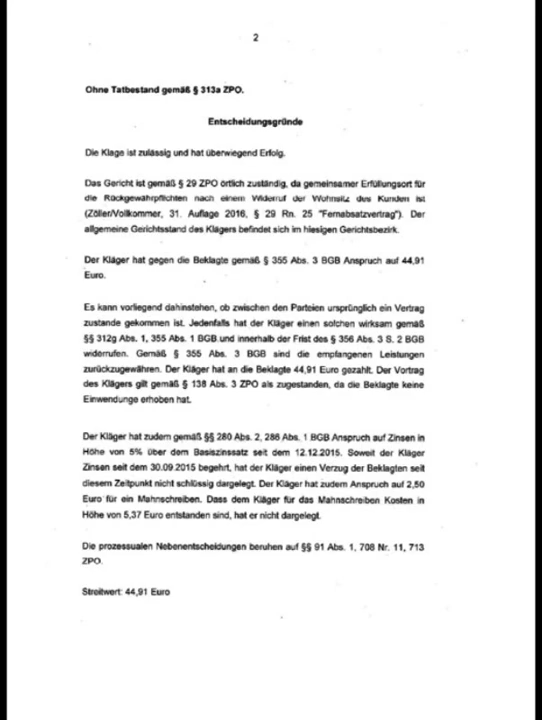 2
Ohne Tatbestand gemäß § 313a ZPO.
Entscheidungsgründe
Die Klage ist zulässig und hat überwiegend Erfolg.
Das Gericht ist gemäß § 29 ZPO örtlich zuständig, da gemeinsamer Erfüllungsort für
die Rückgewährpflichten nach einem Widerruf der Wohnsitz des Kunden ist
(Zöller/Vollkommer, 31. Auflage 2016, § 29 Rn. 25 "Fernabsatzvertrag"). Der
allgemeine Gerichtsstand des Klägers befindet sich im hiesigen Gerichtsbezirk.
Der Kläger hat gegen die Beklagte gemäß § 355 Abs. 3 BGB Anspruch auf 44,91
Euro.
Es kann vorliegend dahinstehen, ob zwischen den Parteien ursprünglich ein Vertrag
zustande gekommen ist. Jedenfalls hat der Kläger einen solchen wirksam gemäß
§§ 312g Abs. 1, 355 Abs. 1 BGB und innerhalb der Frist des § 356 Abs. 3 S. 2 BGB
widerrufen. Gemäß § 355 Abs. 3 BGB sind die empfangenen Leistungen
zurückzugewähren. Der Kläger hat an die Beklagte 44,91 Euro gezahlt. Der Vortrag
des Klägers gilt gemäß § 138 Abs. 3 ZPO als zugestanden, da die Beklagte keine
Einwendunge erhoben hat.
Der Kläger hat zudem gemäß §§ 280 Abs. 2, 286 Abs. 1 BGB Anspruch auf Zinsen in
Höhe von 5% über dem Basiszinssatz seit dem 12.12.2015. Soweit der Kläger
Zinsen seit dem 30.09.2015 begehrt, hat der Kläger einen Verzug der Beklagten seit
diesem Zeitpunkt nicht schlüssig dargelegt. Der Kläger hat zudem Anspruch auf 2,50
Euro für ein Mahnschreiben. Dass dem Kläger für das Mahnschreiben Kosten in
Höhe von 5,37 Euro entstanden sind, hat er nicht dargelegt.
Die prozessualen Nebenentscheidungen beruhen auf §§ 91 Abs. 1, 708 Nr. 11, 713
ZPO.
Streitwert: 44,91 Euro